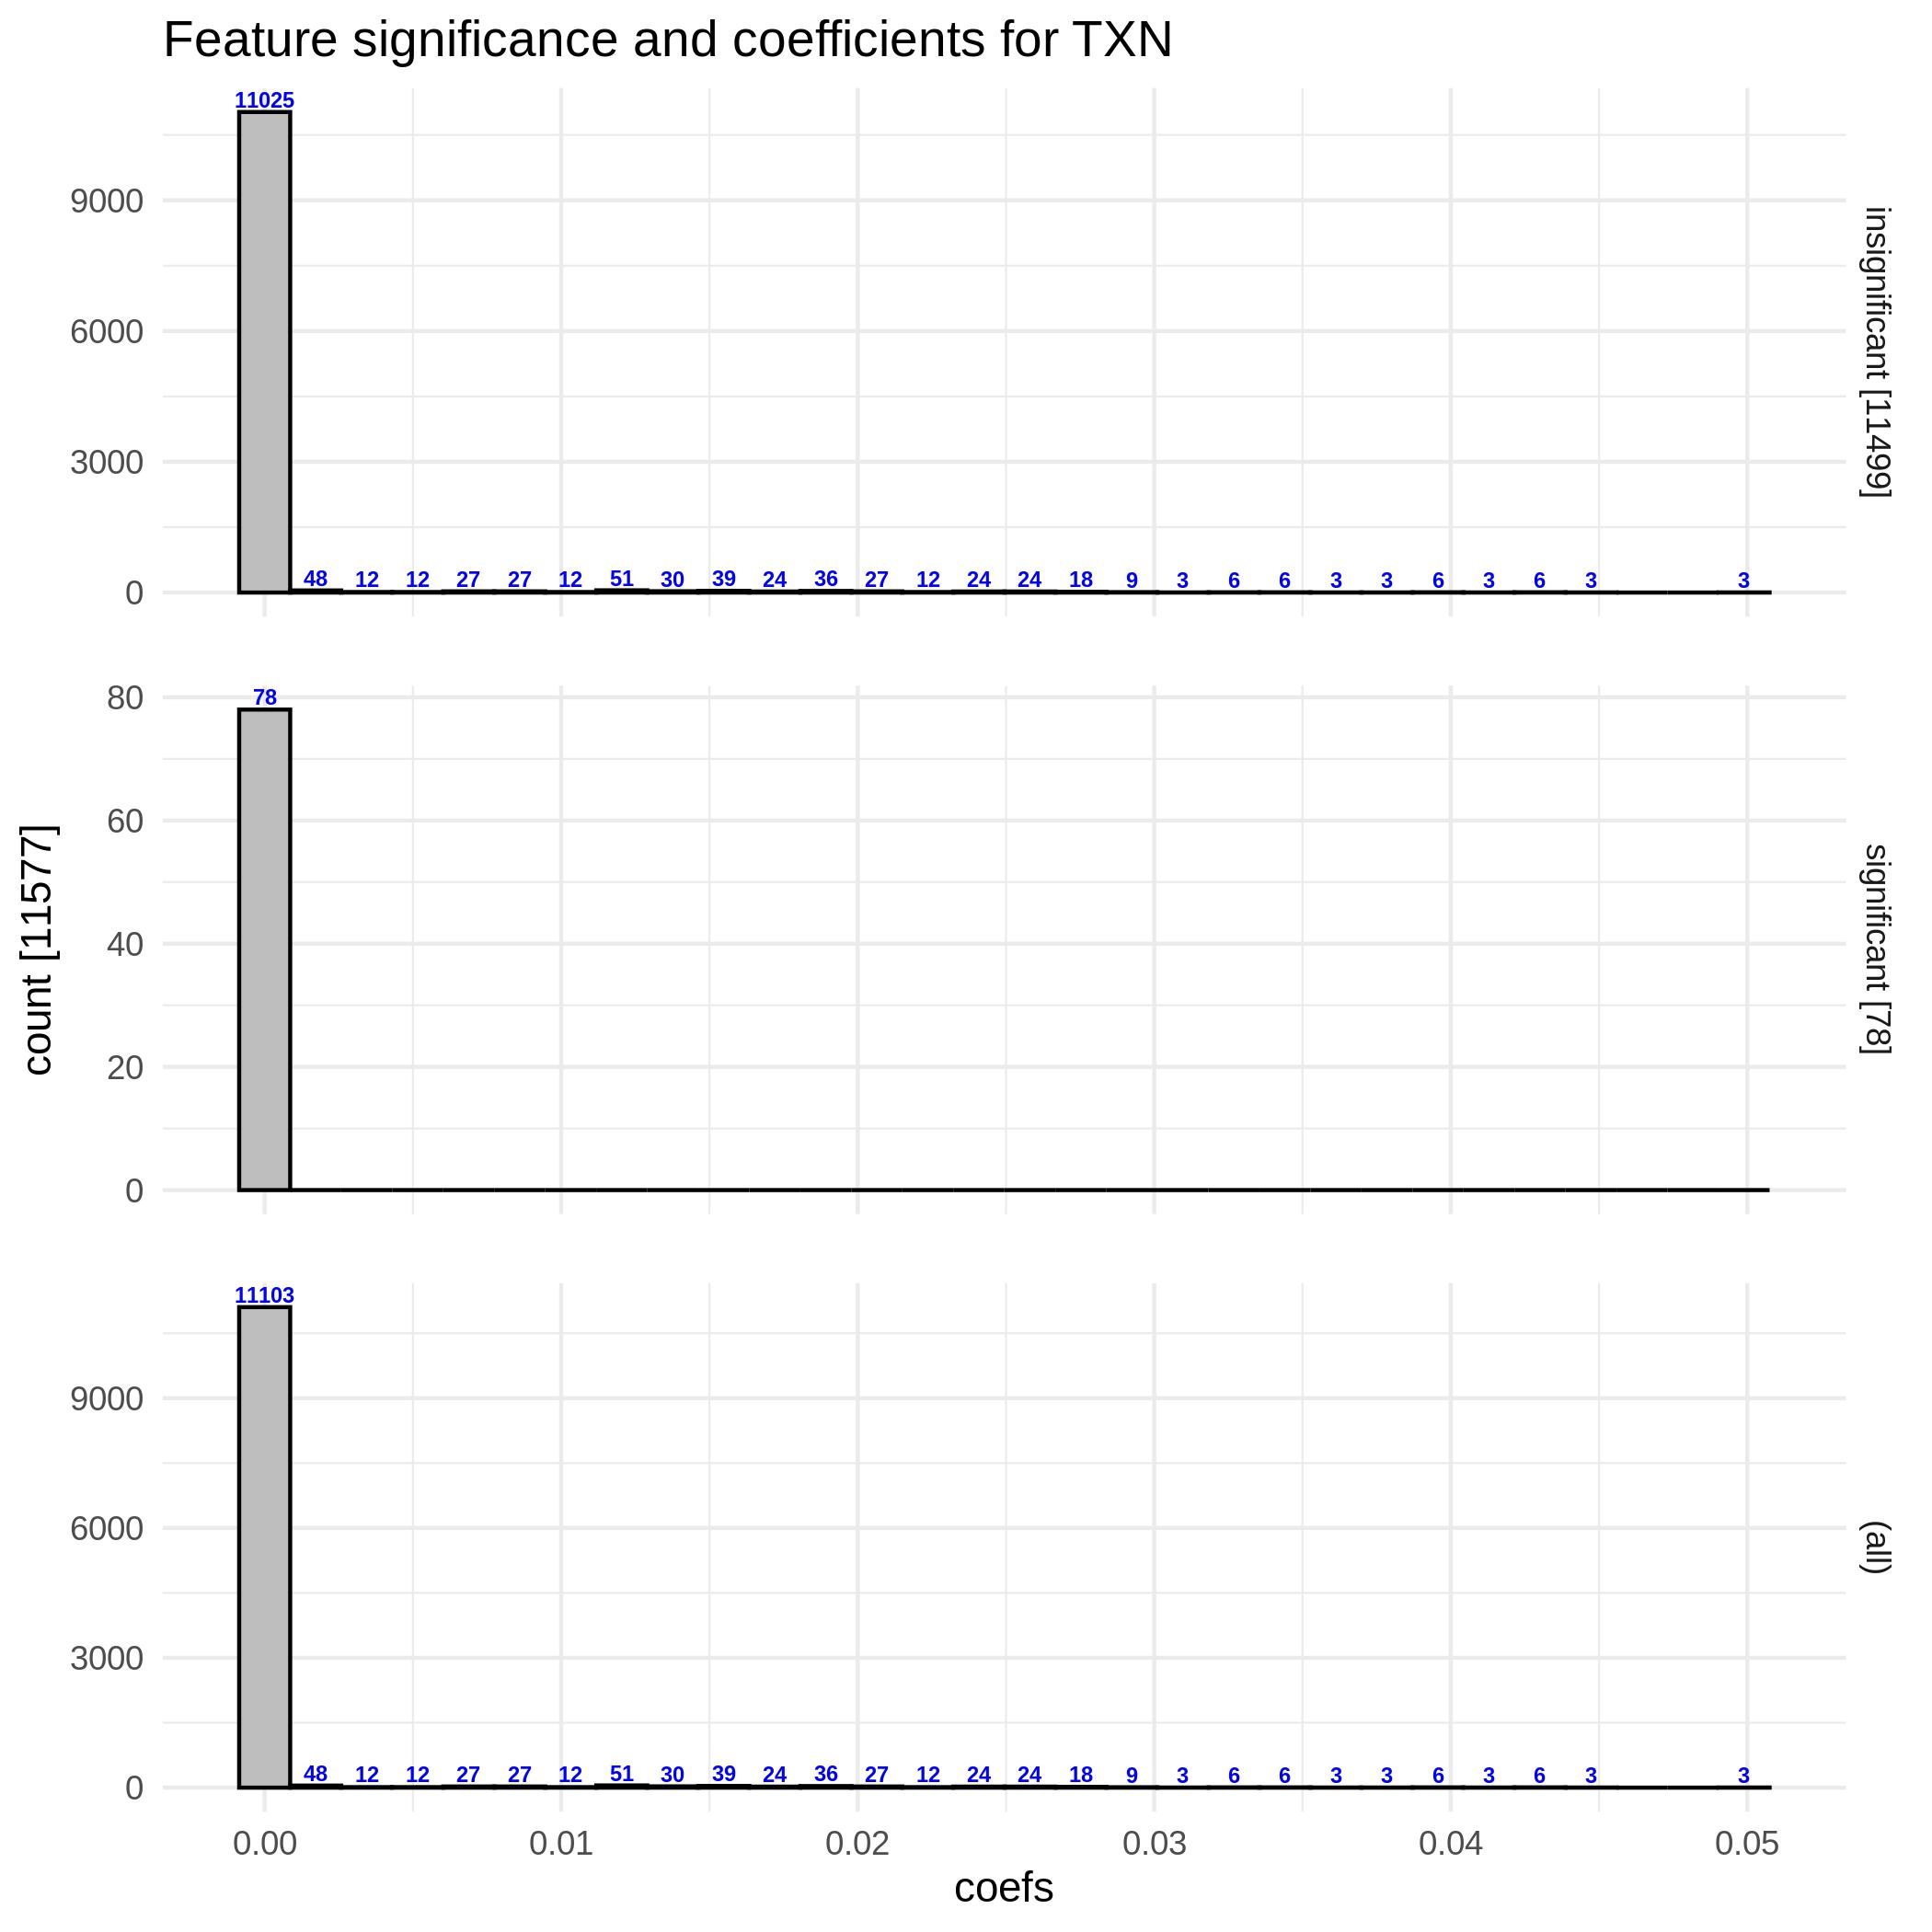 Feature significance and coefficients for TXN
11025
9000
6000
3000
0
48 12 12 27 27 12 51 30 39 24 36 27 12 24 24 18 9 3 6 6 3 3 6 3 6 3 3
insignificant [11499]
count [11577]
80
78
60
40
20
0
significant [78]
11103
9000
6000
3000
0
48 12 12 27 27 12 51 30 39 24 36 27 12 24 24 18 9 3 6 6 3 3 6 3 6 3 3
(all)
0.00 0.01 0.02 0.03 0.04 0.05
coefs